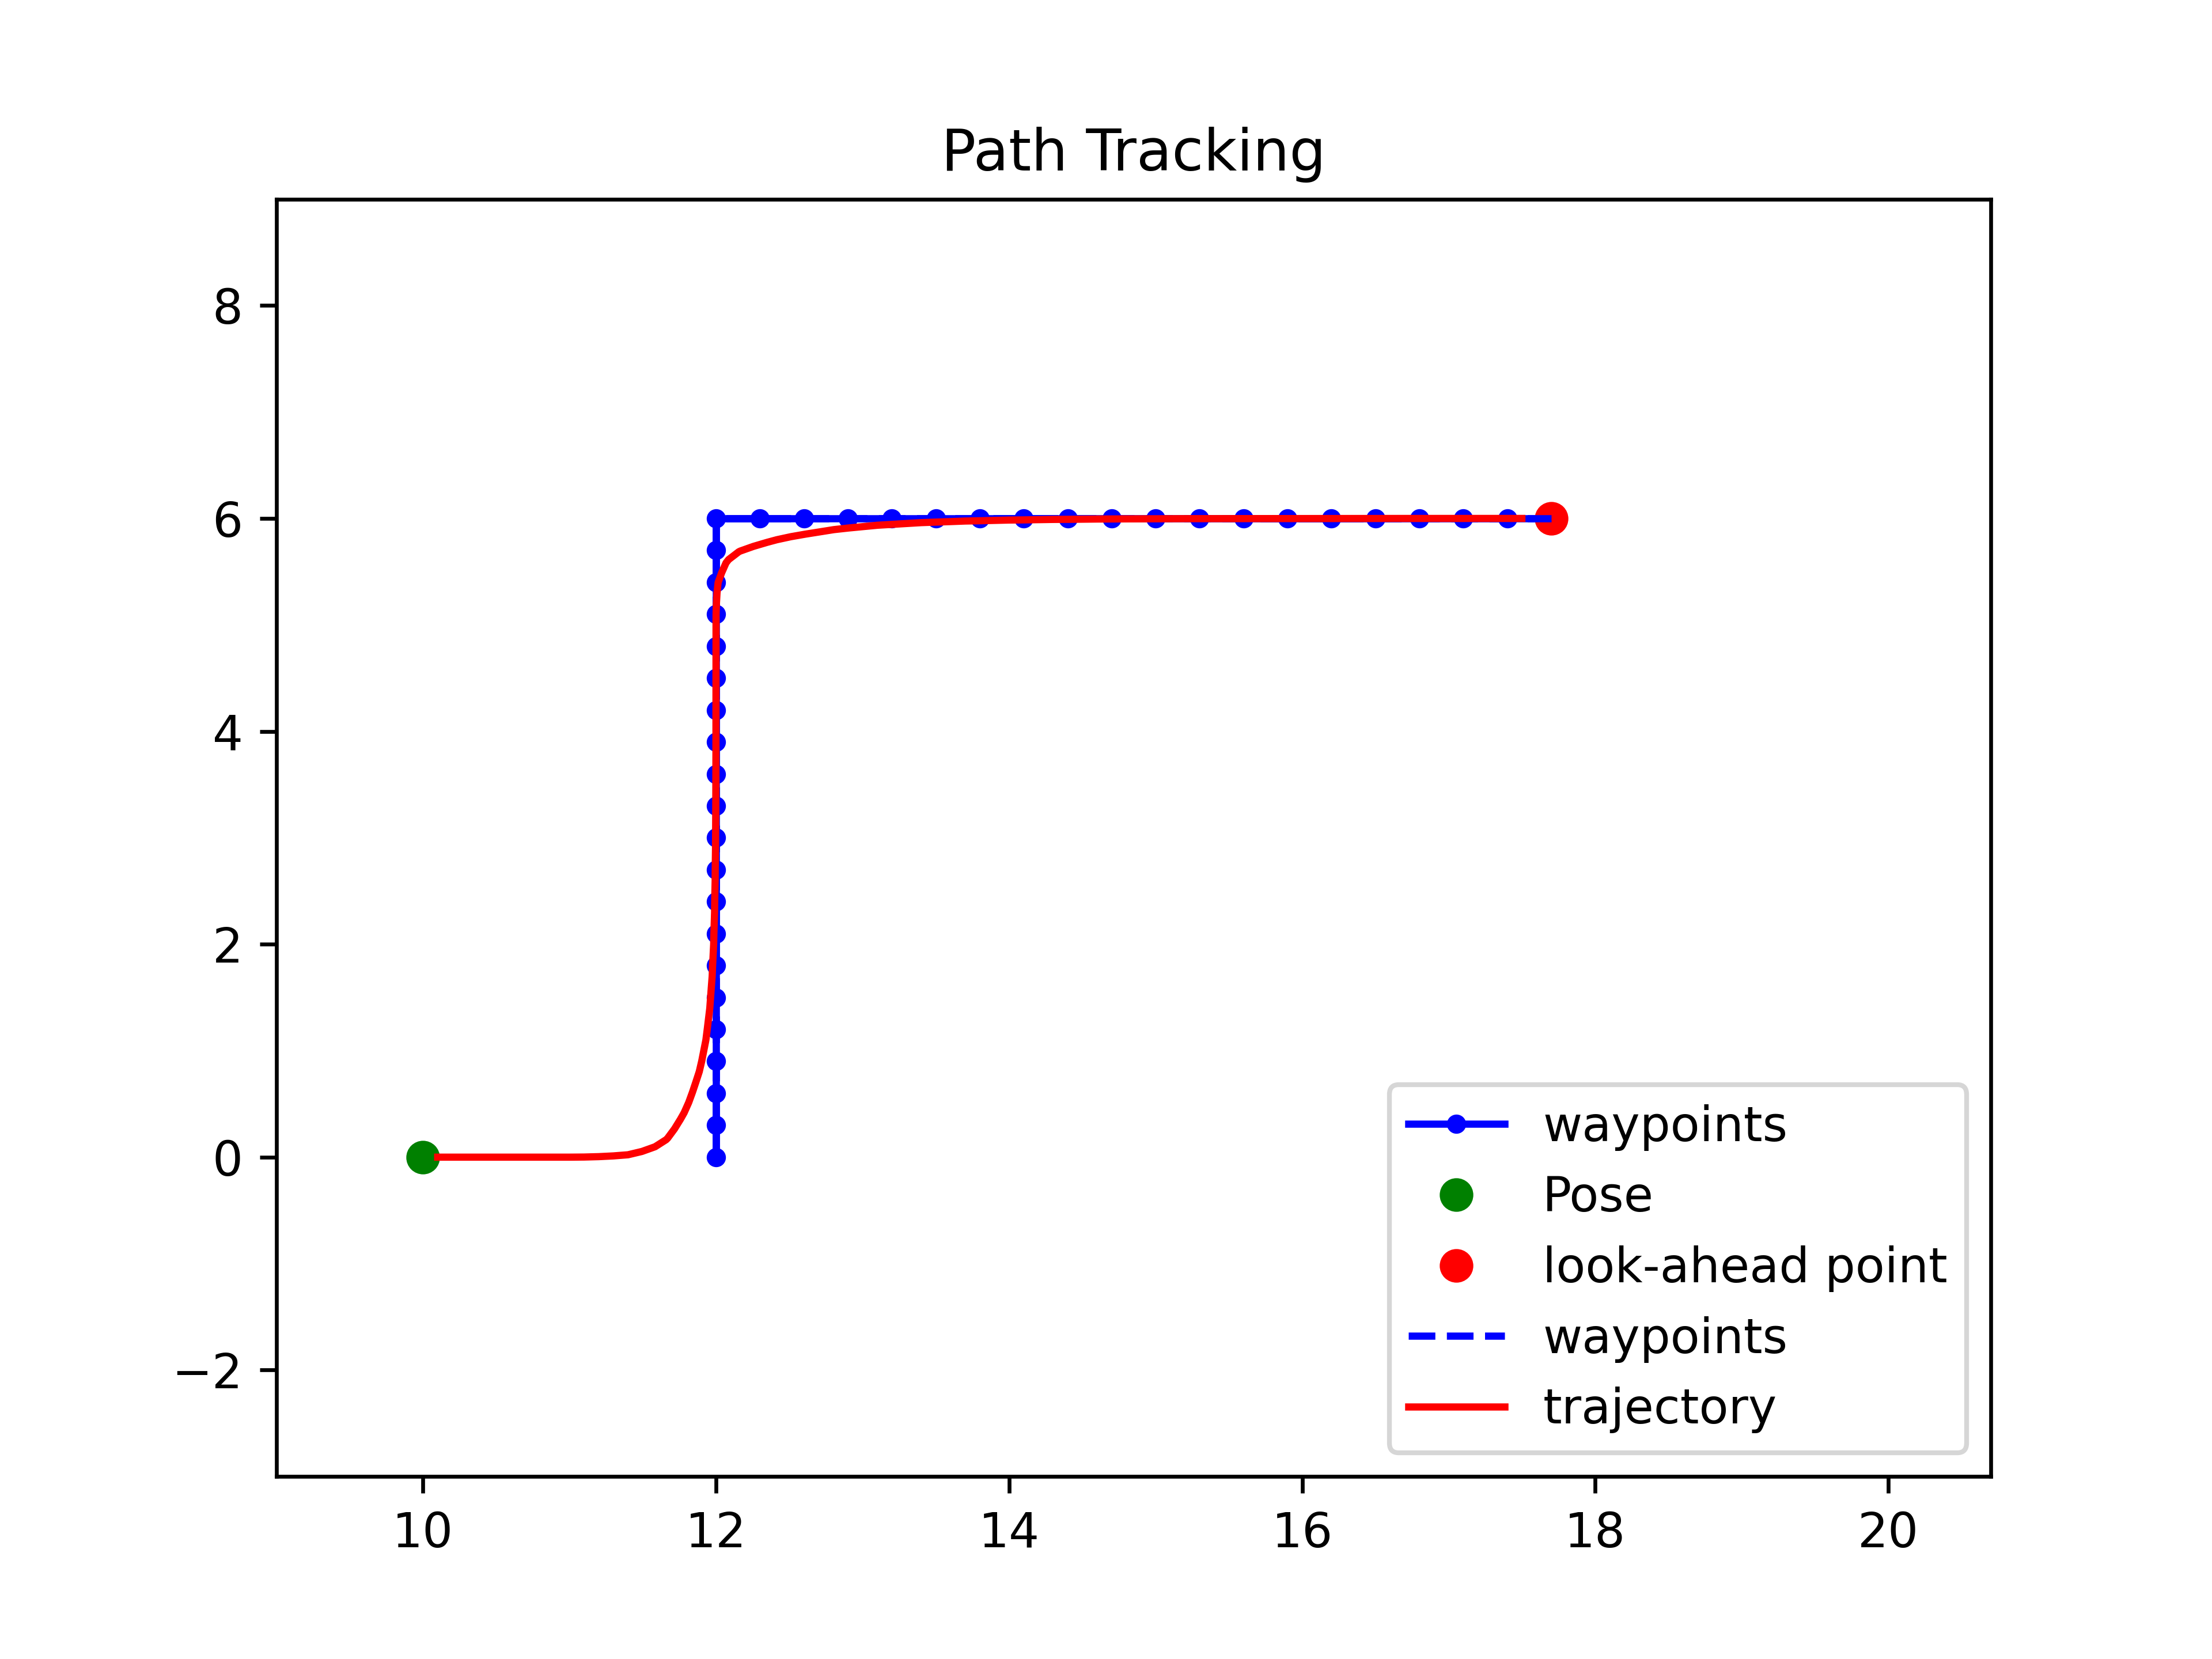 Path Tracking
8
6
4
2
0
−2
10 12 14 16 18 20
waypoints
Pose
look-ahead point
waypoints
trajectory